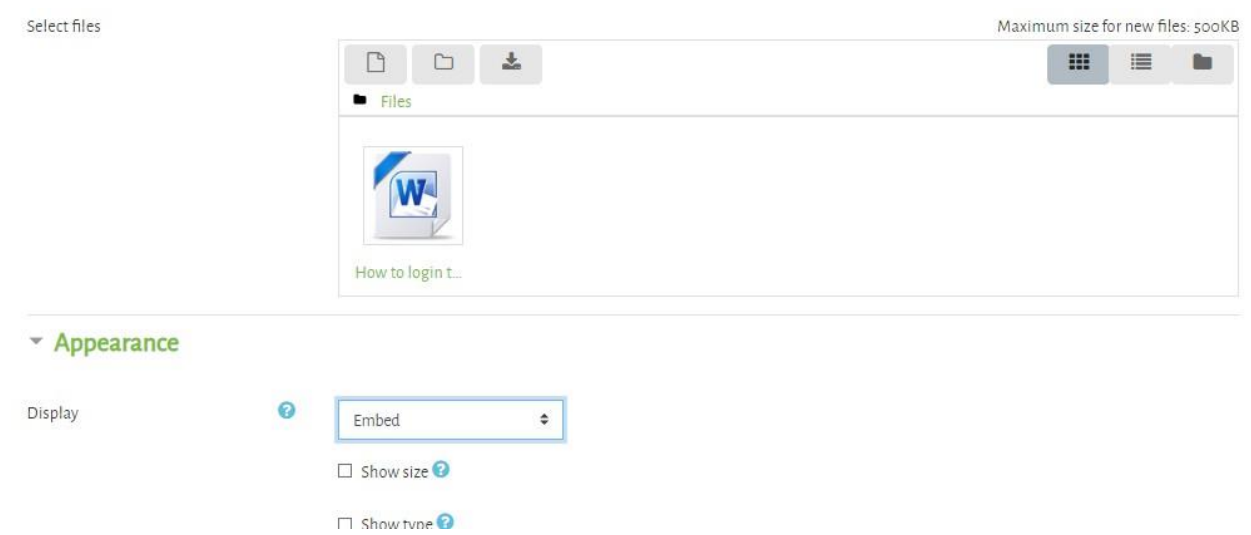 Select files
Maximum size for new files: 500KB
Files
W
How to login t...
Appearance
Display
Embed
Show size
Show type